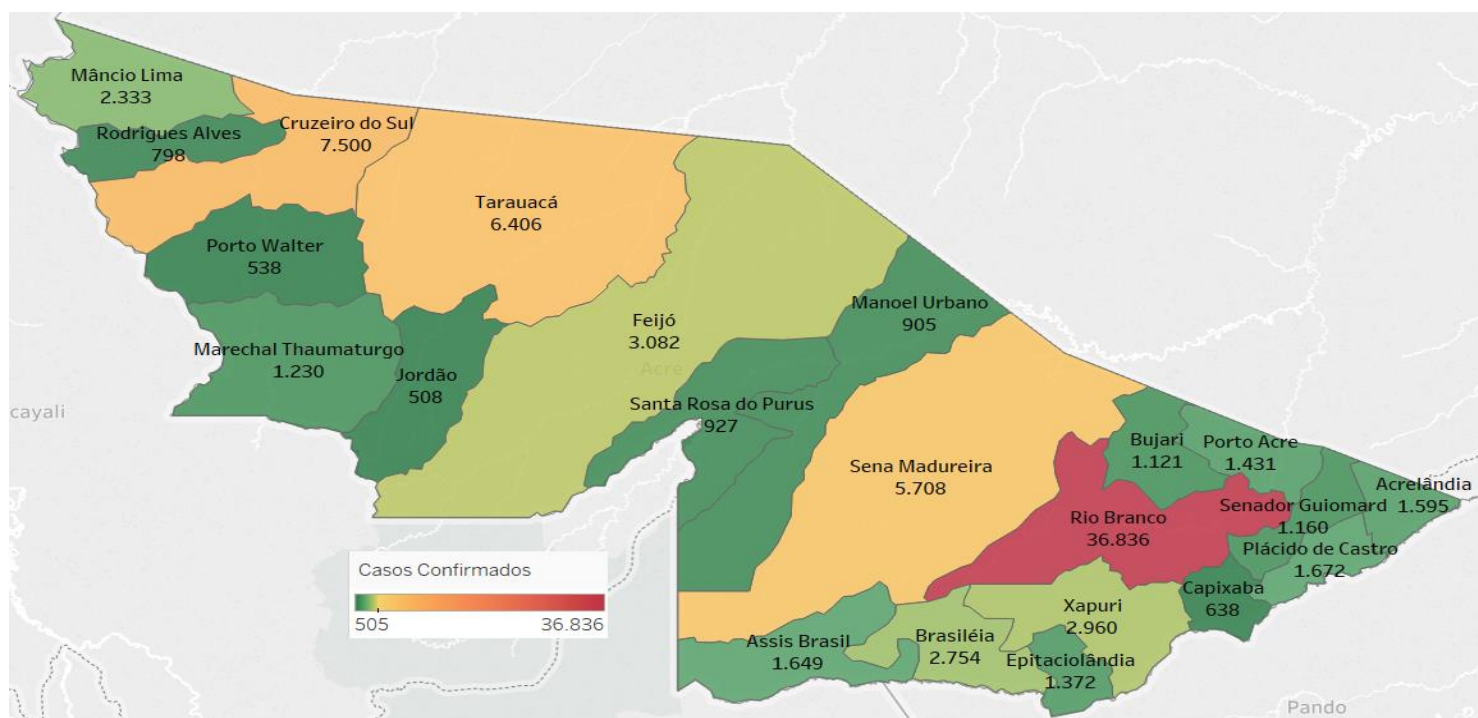 Mâncio Lima
2.333
Rodrigues Alves
798
Cruzeiro do Sul
7.500
Tarauacá
6.406
Porto Walter
538
Marechal Thaumaturgo
1.230
Jordão
508
Feijó
3.082
Acre
Manoel Urbano
905
Santa Rosa do Purus
927
Sena Madureira
5.708
Bujari
1.121
Porto Acre
1.431
Acrelândia
1.595
Senador Guiomard
1.160
Rio Branco
36.836
Plácido de Castro
1.672
Capixaba
638
Xapuri
2.960
Assis Brasil
1.649
Brasiléia
2.754
Epitaciolândia
1.372
cayali
Pando
Casos Confirmados
505 36.836